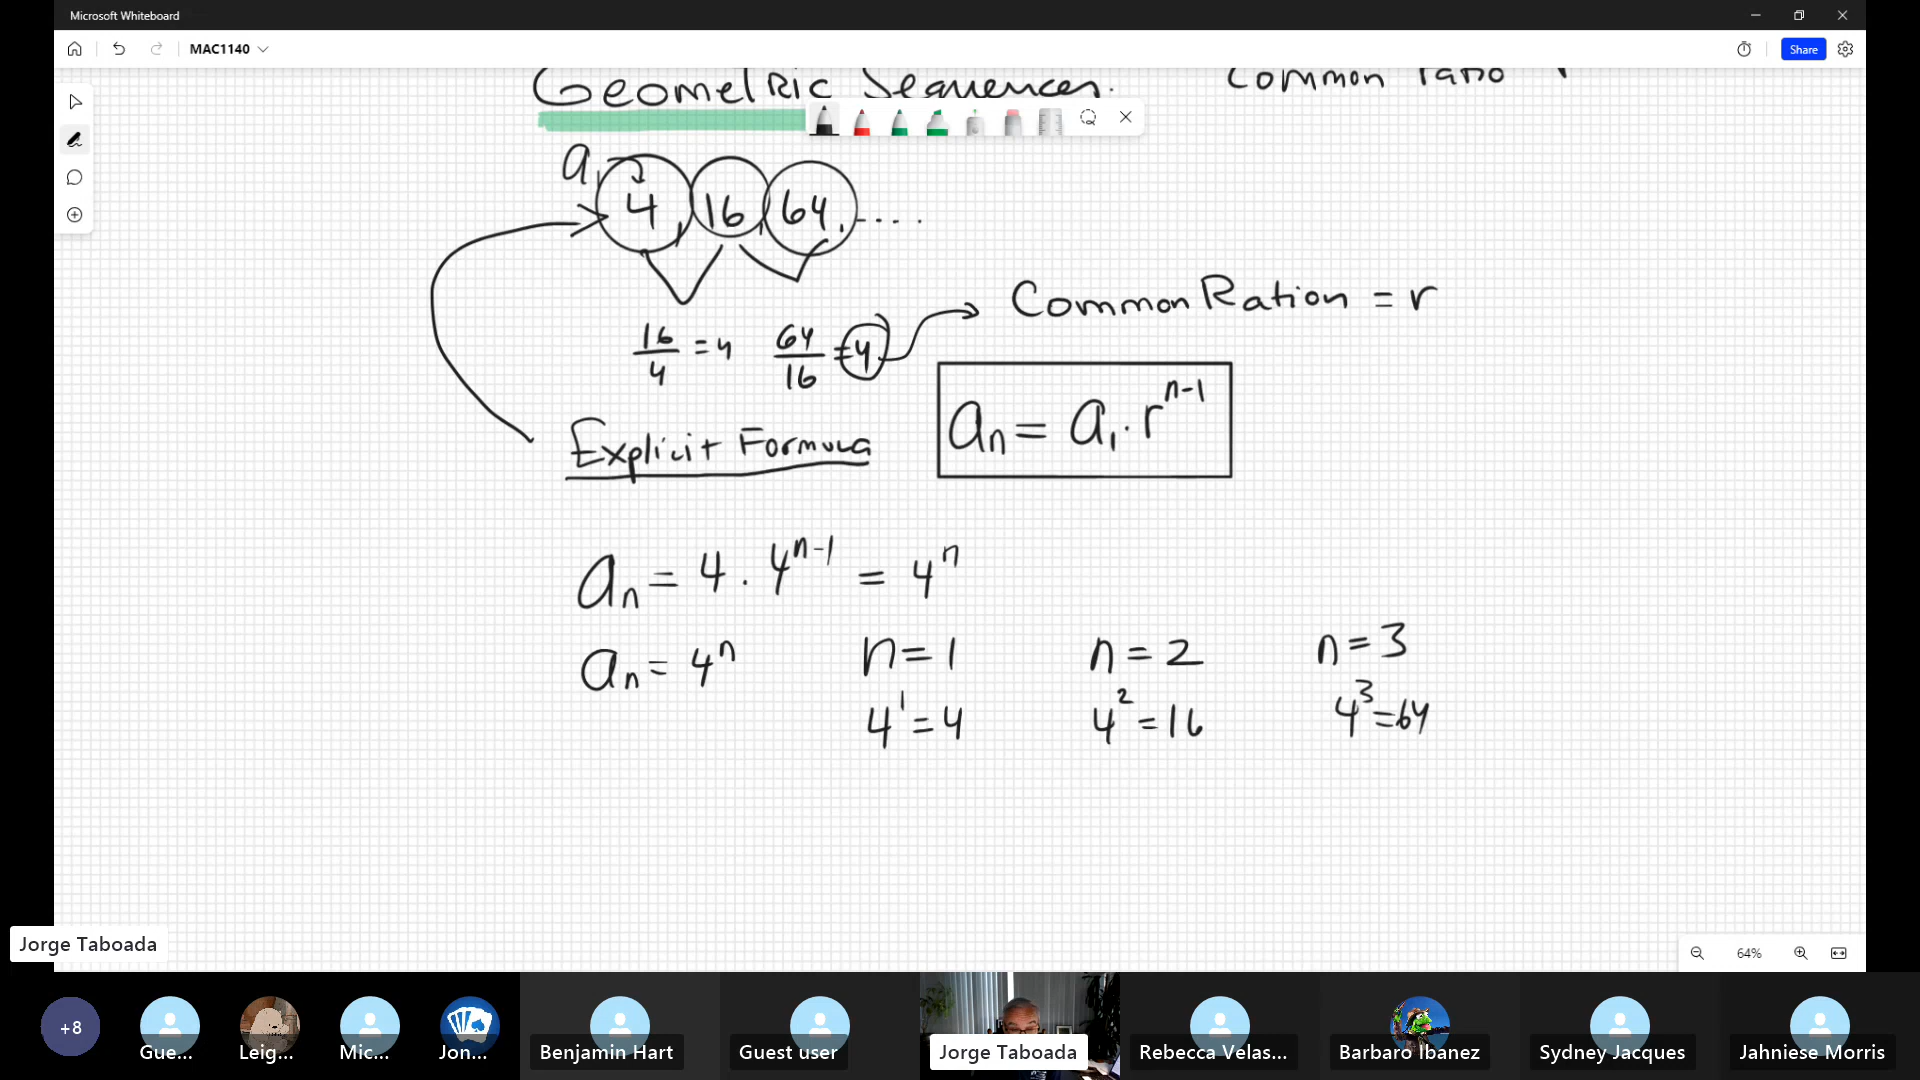 Microsoft Whiteboard
MAC1140
Share
Geometric Sequences. Common ratio r
a1
4, 16, 64, ....
16/4 = 4 64/16 = 4
Common Ration = r
Explicit Formula
an = a1 · r^n-1
an = 4 · 4^n-1 = 4^n
an = 4^n n = 1 n = 2 n = 3
4^1 = 4 4^2 = 16 4^3 = 64
Jorge Taboada
64%
+8
Gue...
Leig...
Mic...
Jon...
Benjamin Hart
Guest user
Jorge Taboada
Rebecca Velas...
Barbaro Ibanez
Sydney Jacques
Jahniese Morris